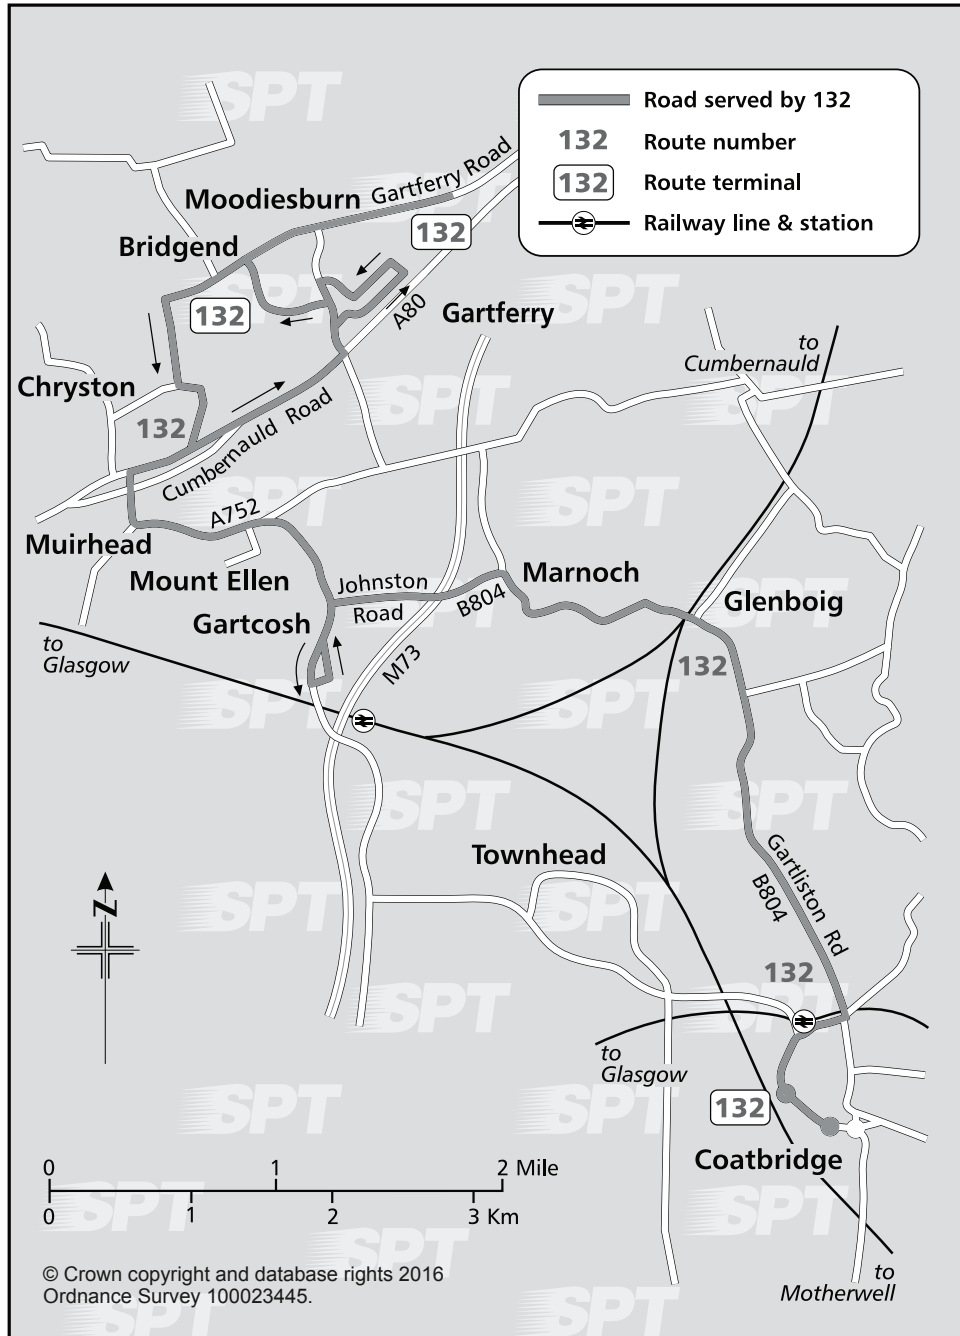 SPT
Road served by 132
132 Route number
132 Route terminal
Railway line & station
Moodiesburn
Gartferry Road
Bridgend
132
132
A80
Gartferry
to
Cumbernauld
Chryston
132
Cumbernauld Road
A752
Muirhead
Mount Ellen
Johnston
Road
B804
Marnoch
Glenboig
Gartcosh
to
Glasgow
M73
132
Townhead
Gartliston Rd
B804
N
132
to
Glasgow
132
Coatbridge
0 1 2 Mile
0 1 2 3 Km
to
Motherwell
© Crown copyright and database rights 2016
Ordnance Survey 100023445.